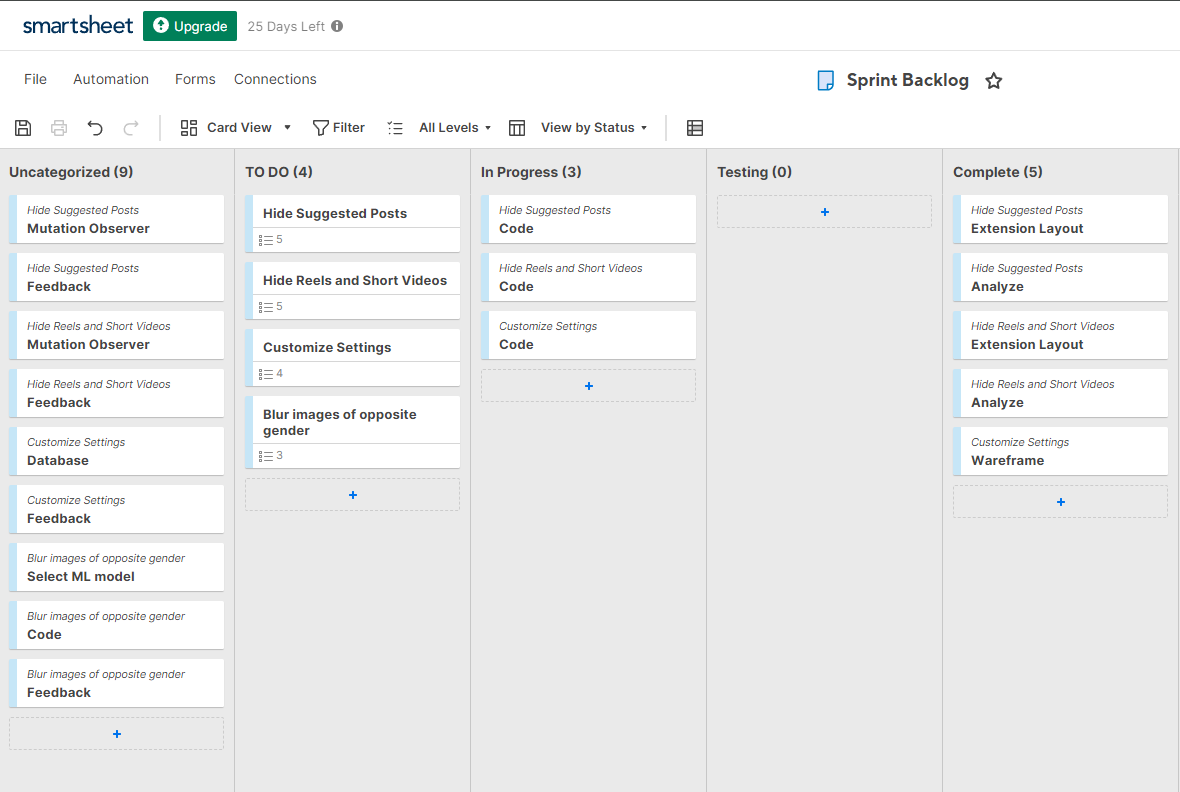 smartsheet
Upgrade
25 Days Left
File
Automation
Forms
Connections
Sprint Backlog
Card View
Filter
All Levels
View by Status
Uncategorized (9)
Hide Suggested Posts
Mutation Observer
Hide Suggested Posts
Feedback
Hide Reels and Short Videos
Mutation Observer
Hide Reels and Short Videos
Feedback
Customize Settings
Database
Customize Settings
Feedback
Blur images of opposite gender
Select ML model
Blur images of opposite gender
Code
Blur images of opposite gender
Feedback
+
TO DO (4)
Hide Suggested Posts
5
Hide Reels and Short Videos
5
Customize Settings
4
Blur images of opposite
gender
3
+
In Progress (3)
Hide Suggested Posts
Code
Hide Reels and Short Videos
Code
Customize Settings
Code
+
Testing (0)
+
Complete (5)
Hide Suggested Posts
Extension Layout
Hide Suggested Posts
Analyze
Hide Reels and Short Videos
Extension Layout
Hide Reels and Short Videos
Analyze
Customize Settings
Wareframe
+